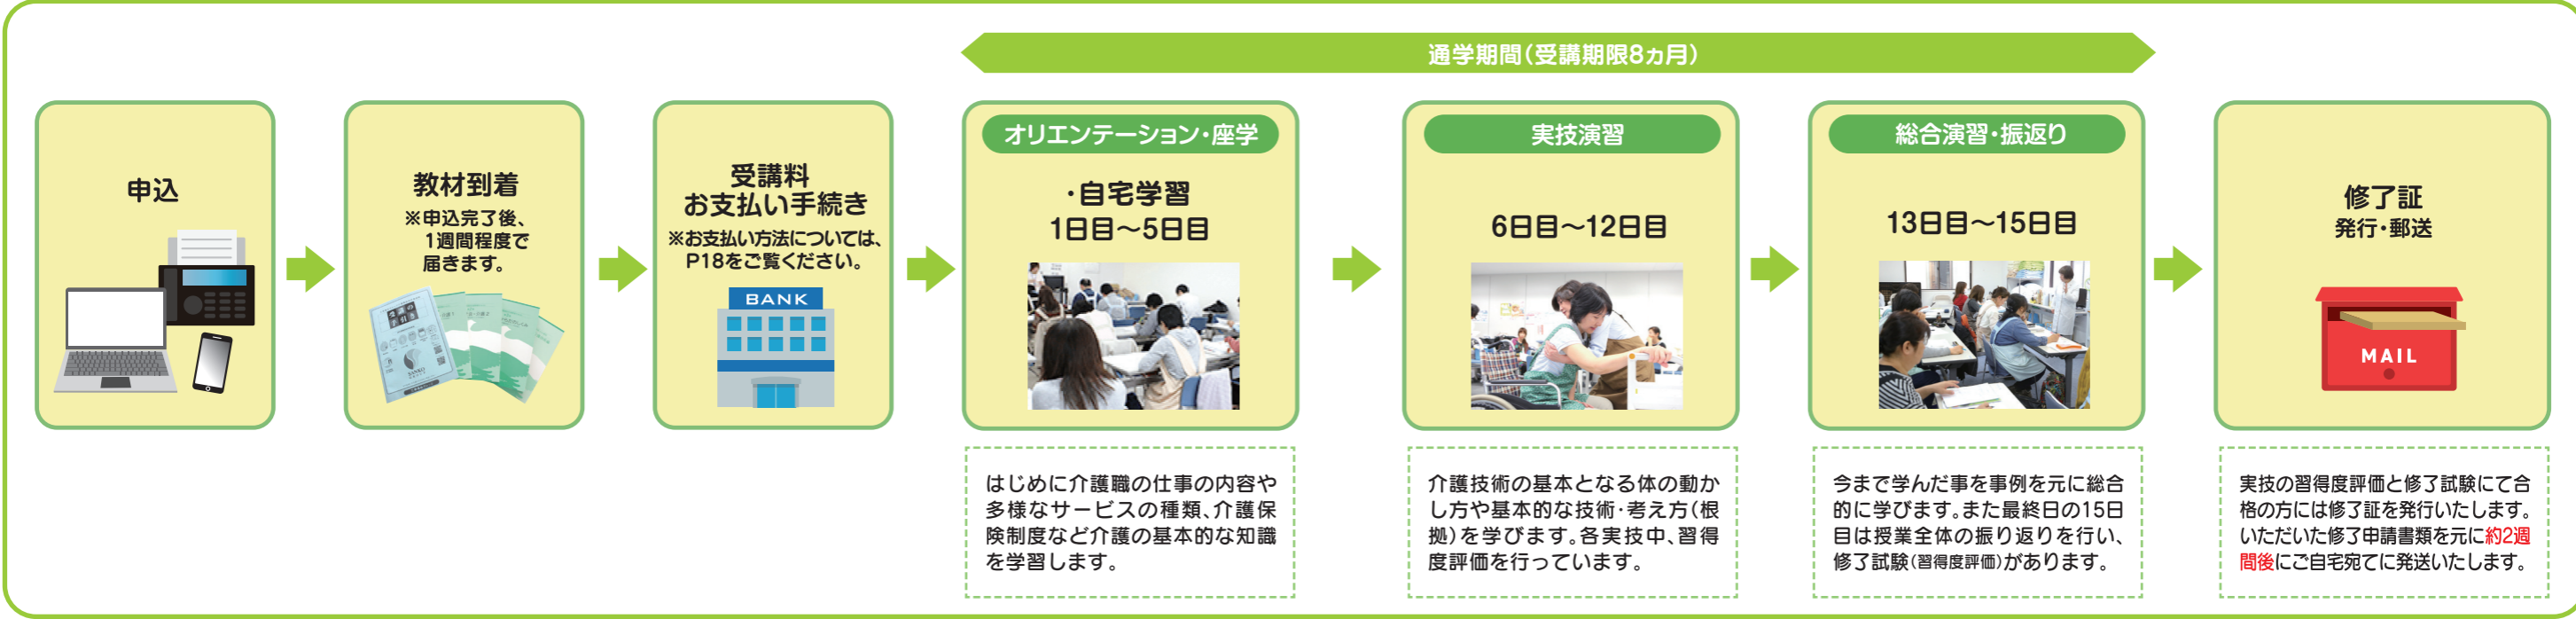 通学期間(受講期限8ヵ月)
申込
教材到着
※申込完了後、
1週間程度で
届きます。
受講料
お支払い手続き
※お支払い方法については、
P18をご覧ください。
BANK
オリエンテーション・座学
・自宅学習
1日目～5日目
実技演習
6日目～12日目
総合演習・振返り
13日目～15日目
修了証
発行・郵送
MAIL
はじめに介護職の仕事の内容や
多様なサービスの種類、介護保
険制度など介護の基本的な知識
を学習します。
介護技術の基本となる体の動か
し方や基本的な技術・考え方(根
拠)を学びます。各実技中、習得
度評価を行っています。
今まで学んだ事を事例を元に総合
的に学びます。また最終日の15日
目は授業全体の振り返りを行い、
修了試験(習得度評価)があります。
実技の習得度評価と修了試験にて合
格の方には修了証を発行いたします。
いただいた修了申請書類を元に約2週
間後にご自宅宛てに発送いたします。